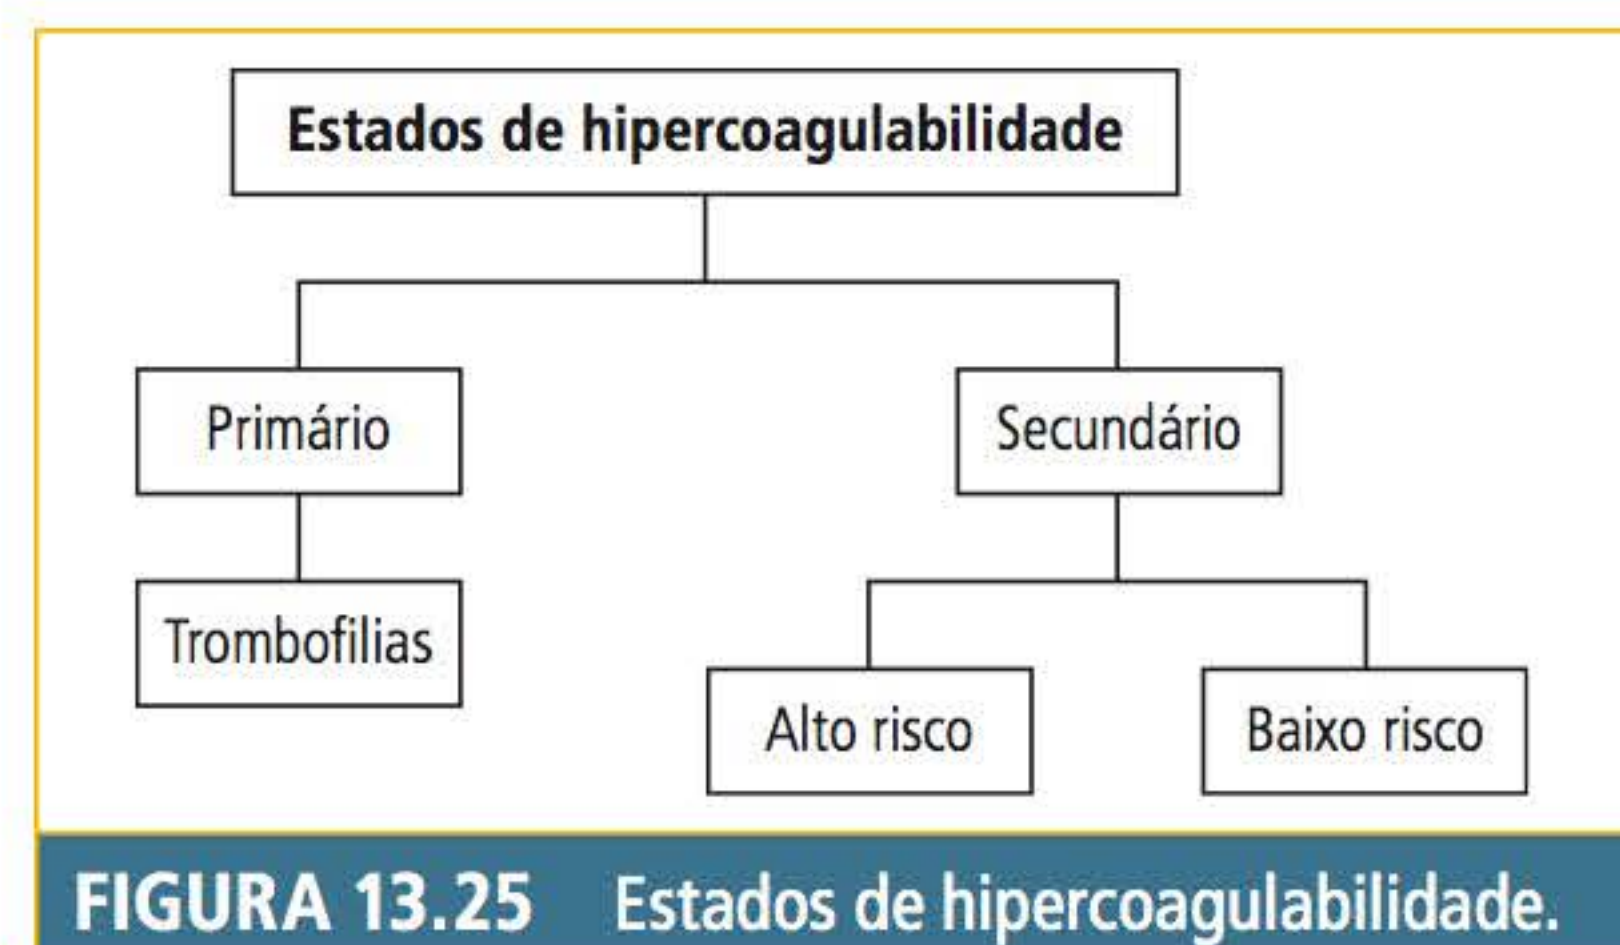 Estados de hipercoagulabilidade
Primário
Secundário
Trombofilias
Alto risco
Baixo risco
FIGURA 13.25 Estados de hipercoagulabilidade.